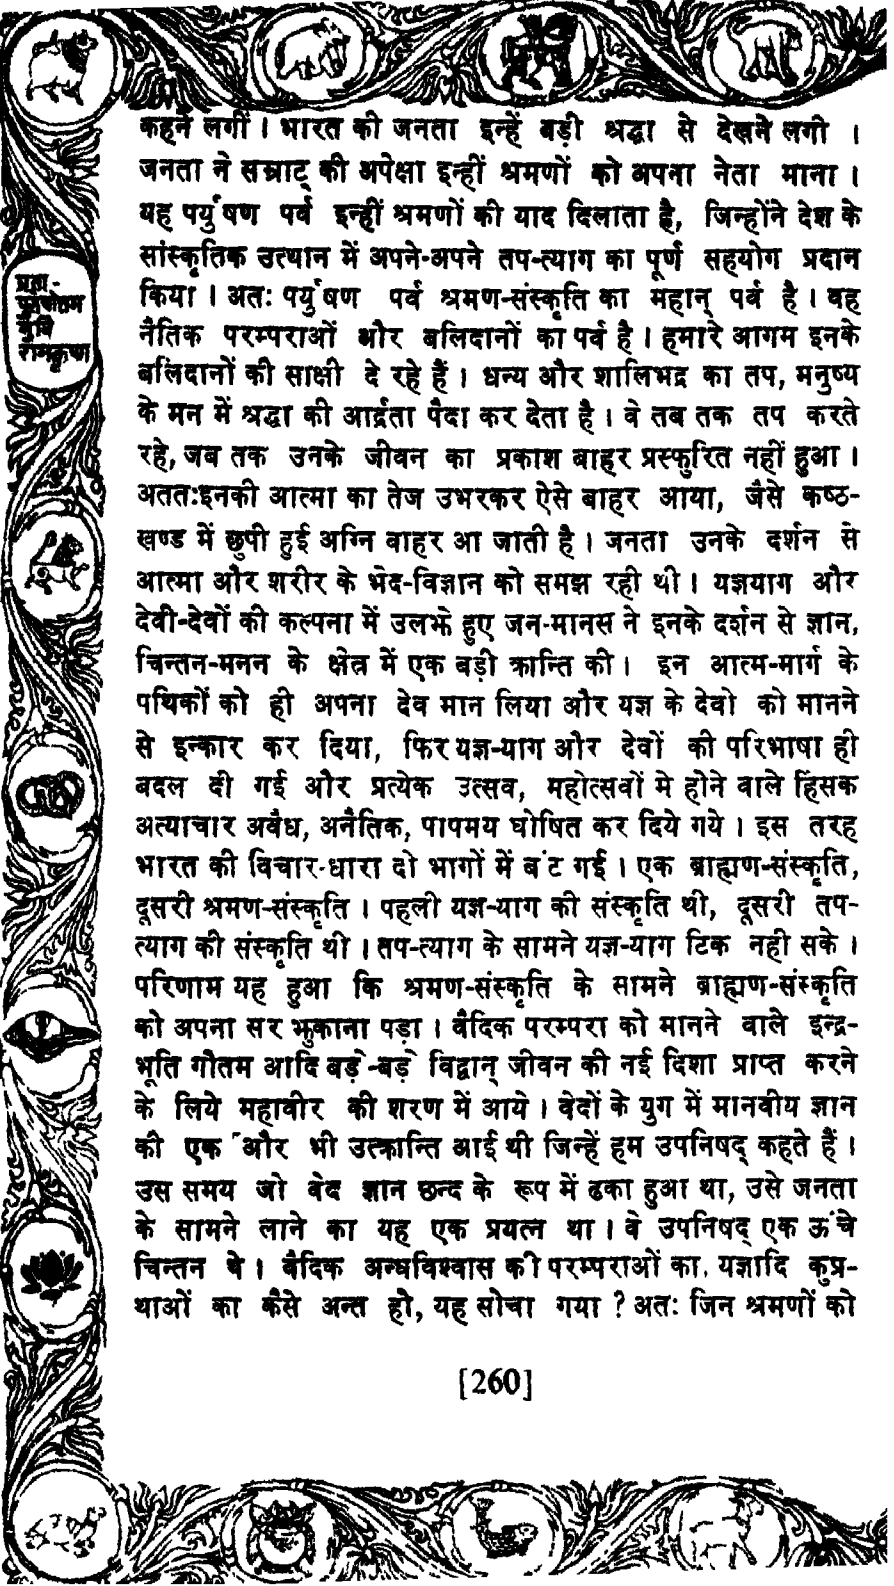 कहने लगीं । भारत की जनता इन्हें बड़ी श्रद्धा से देखने लगी ।
जनता ने सम्राट् की अपेक्षा इन्हीं श्रमणों को अपना नेता माना ।
यह पर्युषण पर्व इन्हीं श्रमणों की याद दिलाता है, जिन्होंने देश के
सांस्कृतिक उत्थान में अपने-अपने तप-त्याग का पूर्ण सहयोग प्रदान
किया । अतः पर्युषण पर्व श्रमण-संस्कृति का महान् पर्व है । वह
नैतिक परम्पराओं और बलिदानों का पर्व है । हमारे आगम इनके
बलिदानों की साक्षी दे रहे हैं । धन्य और शालिभद्र का तप, मनुष्य
के मन में श्रद्धा की आर्द्रता पैदा कर देता है । वे तब तक तप करते
रहे, जब तक उनके जीवन का प्रकाश बाहर प्रस्फुरित नहीं हुआ ।
अततःइनकी आत्मा का तेज उभरकर ऐसे बाहर आया, जैसे कष्ठ-
खण्ड में छुपी हुई अग्नि वाहर आ जाती है । जनता उनके दर्शन से
आत्मा और शरीर के भेद-विज्ञान को समझ रही थी । यज्ञयाग और
देवी-देवों की कल्पना में उलझे हुए जन-मानस ने इनके दर्शन से ज्ञान,
चिन्तन-मनन के क्षेत्र में एक बड़ी क्रान्ति की । इन आत्म-मार्ग के
पथिकों को ही अपना देव मान लिया और यज्ञ के देवो को मानने
से इन्कार कर दिया, फिर यज्ञ-याग और देवों की परिभाषा ही
बदल दी गई और प्रत्येक उत्सव, महोत्सवों मे होने वाले हिंसक
अत्याचार अवैध, अनैतिक, पापमय घोषित कर दिये गये । इस तरह
भारत की विचार-धारा दो भागों में बंट गई । एक ब्राह्मण-संस्कृति,
दूसरी श्रमण-संस्कृति । पहली यज्ञ-याग की संस्कृति थी, दूसरी तप-
त्याग की संस्कृति थी । तप-त्याग के सामने यज्ञ-याग टिक नही सके ।
परिणाम यह हुआ कि श्रमण-संस्कृति के सामने ब्राह्मण-संस्कृति
को अपना सर झुकाना पड़ा । वैदिक परम्परा को मानने वाले इन्द्र-
भूति गौतम आदि बड़े-बड़े विद्वान् जीवन की नई दिशा प्राप्त करने
के लिये महावीर की शरण में आये । वेदों के युग में मानवीय ज्ञान
की एक और भी उत्क्रान्ति आई थी जिन्हें हम उपनिषद् कहते हैं ।
उस समय जो वेद ज्ञान छन्द के रूप में ढका हुआ था, उसे जनता
के सामने लाने का यह एक प्रयत्न था । वे उपनिषद् एक ऊंचे
चिन्तन थे । वैदिक अन्धविश्वास की परम्पराओं का, यज्ञादि कुप्र-
थाओं का कैसे अन्त हो, यह सोचा गया ? अतः जिन श्रमणों को
[260]
प्रज्ञा-
पुरुषोत्तम
मुनि
रामकृष्ण